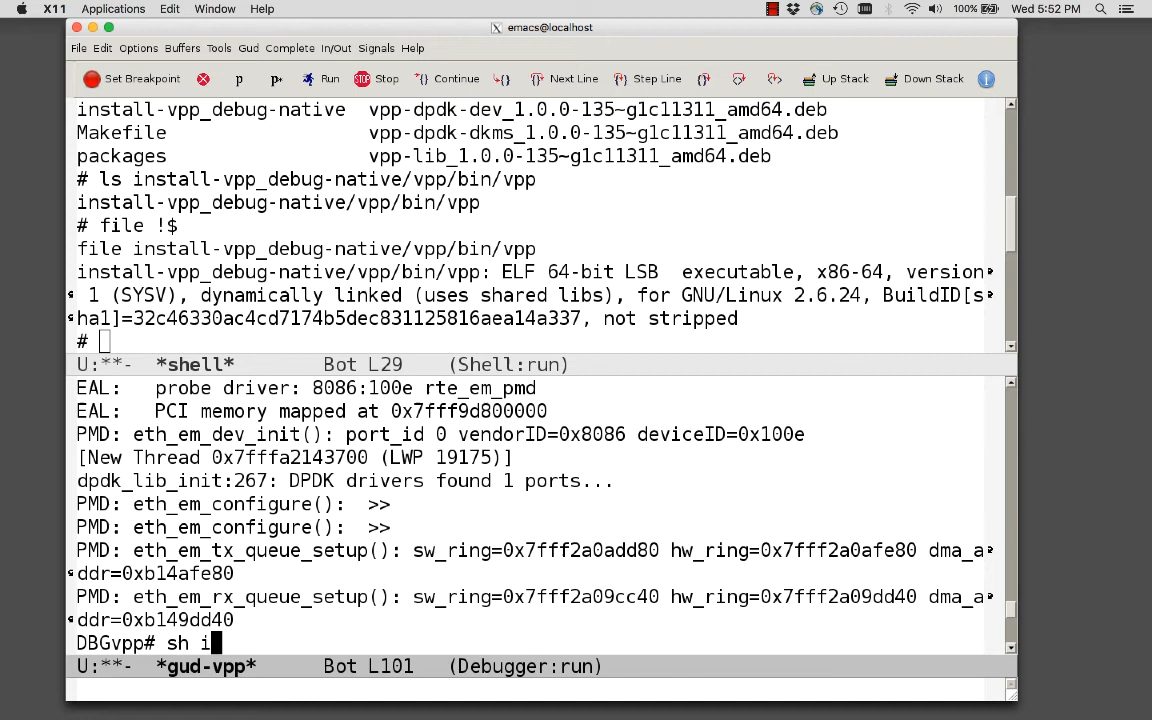 X11 Applications Edit Window Help 100% Wed 5:52 PM
emacs@localhost
File Edit Options Buffers Tools Gud Complete In/Out Signals Help
Set Breakpoint p p* Run STOP Stop Continue Next Line Step Line Up Stack Down Stack
install-vpp_debug-native vpp-dpdk-dev_1.0.0-135~g1c11311_amd64.deb
Makefile vpp-dpdk-dkms_1.0.0-135~g1c11311_amd64.deb
packages vpp-lib_1.0.0-135~g1c11311_amd64.deb
# ls install-vpp_debug-native/vpp/bin/vpp
install-vpp_debug-native/vpp/bin/vpp
# file !$
file install-vpp_debug-native/vpp/bin/vpp
install-vpp_debug-native/vpp/bin/vpp: ELF 64-bit LSB executable, x86-64, version
1 (SYSV), dynamically linked (uses shared libs), for GNU/Linux 2.6.24, BuildID[s
ha1]=32c46330ac4cd7174b5dec831125816aea14a337, not stripped
#
U:**- *shell* Bot L29 (Shell:run)
EAL: probe driver: 8086:100e rte_em_pmd
EAL: PCI memory mapped at 0x7fff9d800000
PMD: eth_em_dev_init(): port_id 0 vendorID=0x8086 deviceID=0x100e
[New Thread 0x7fffa2143700 (LWP 19175)]
dpdk_lib_init:267: DPDK drivers found 1 ports...
PMD: eth_em_configure(): >>
PMD: eth_em_configure(): >>
PMD: eth_em_tx_queue_setup(): sw_ring=0x7fff2a0add80 hw_ring=0x7fff2a0afe80 dma_a
ddr=0xb14afe80
PMD: eth_em_rx_queue_setup(): sw_ring=0x7fff2a09cc40 hw_ring=0x7fff2a09dd40 dma_a
ddr=0xb149dd40
DBGvpp# sh i
U:**- *gud-vpp* Bot L101 (Debugger:run)